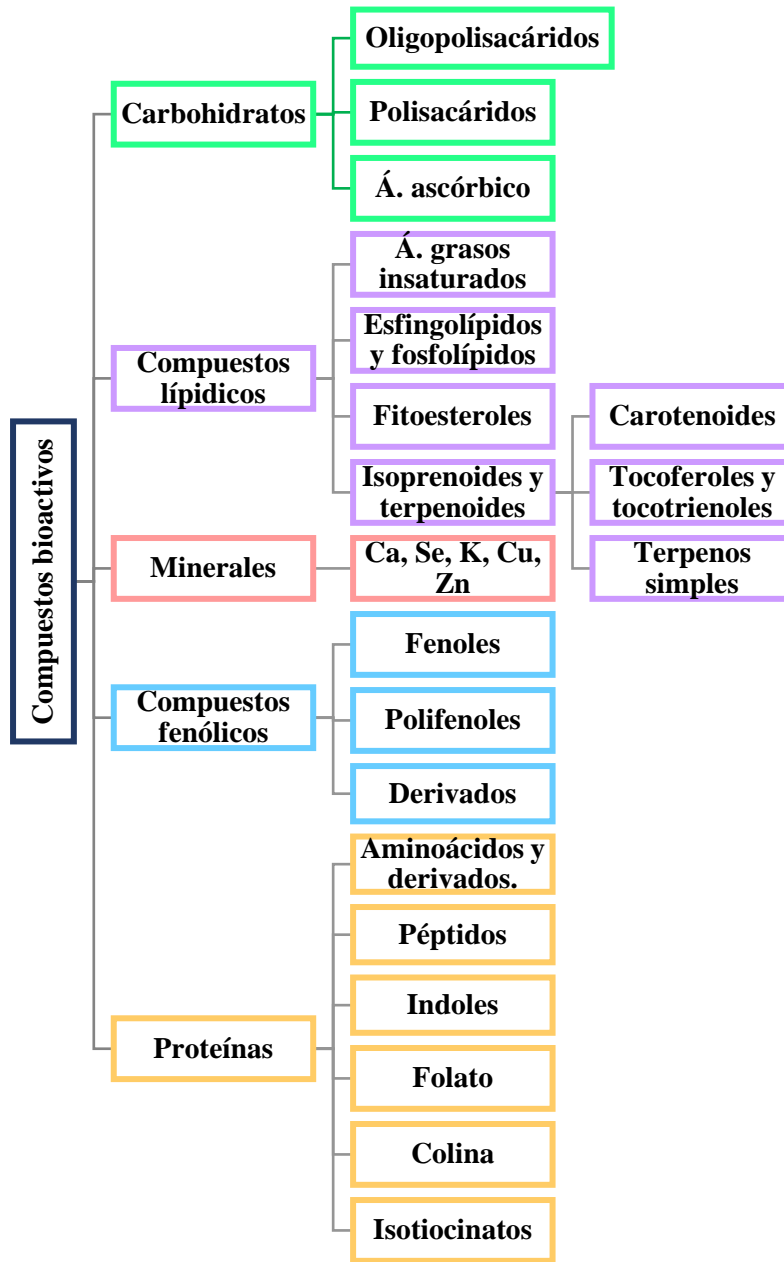 Compuestos bioactivos
Carbohidratos
Oligopolisacáridos
Polisacáridos
Á. ascórbico
Compuestos
lípidicos
Á. grasos
insaturados
Esfingolípidos
y fosfolípidos
Fitoesteroles
Isoprenoides y
terpenoides
Carotenoides
Tocoferoles y
tocotrienoles
Terpenos
simples
Minerales
Ca, Se, K, Cu,
Zn
Compuestos
fenólicos
Fenoles
Polifenoles
Derivados
Proteínas
Aminoácidos y
derivados.
Péptidos
Indoles
Folato
Colina
Isotiocinatos